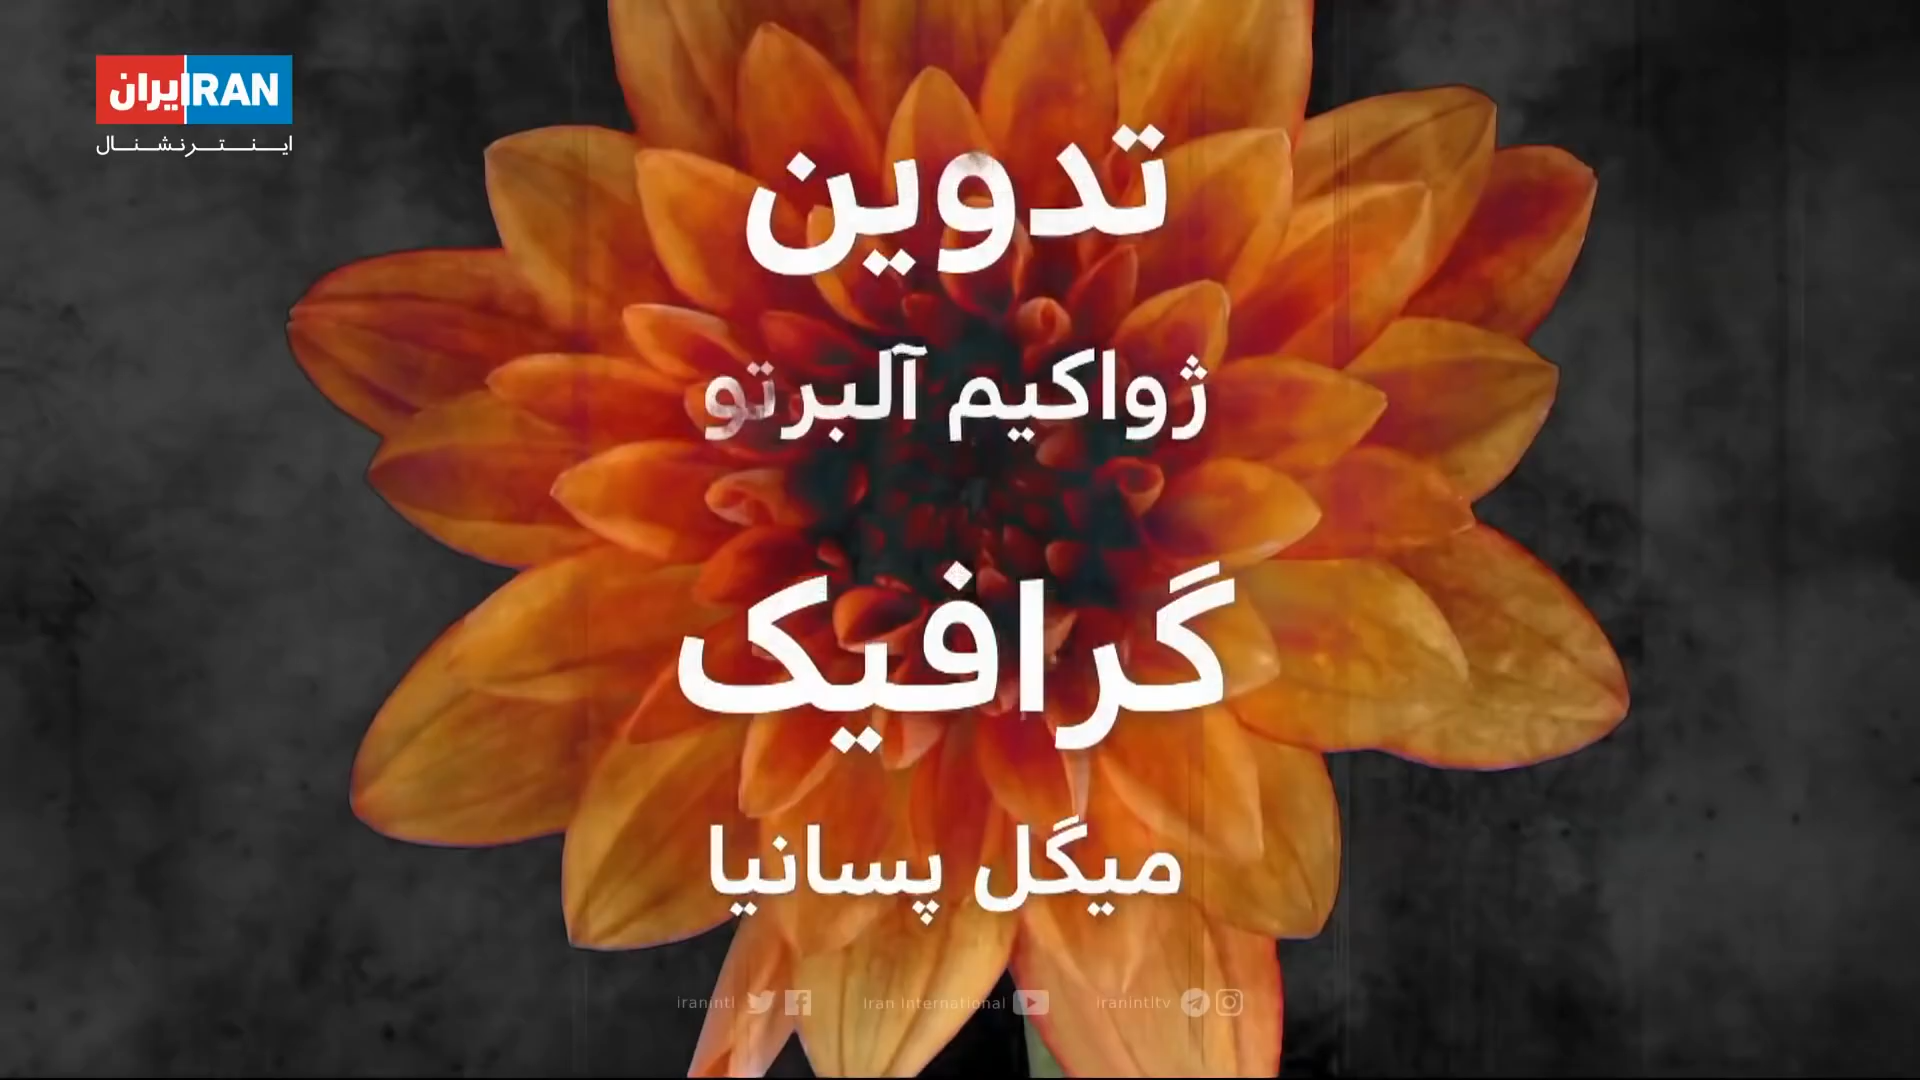 ایران IRAN
اینترنشنال
تدوین
ژواکیم آلبرتو
گرافیک
میگل پسانیا
iranintl Iran International iranintltv